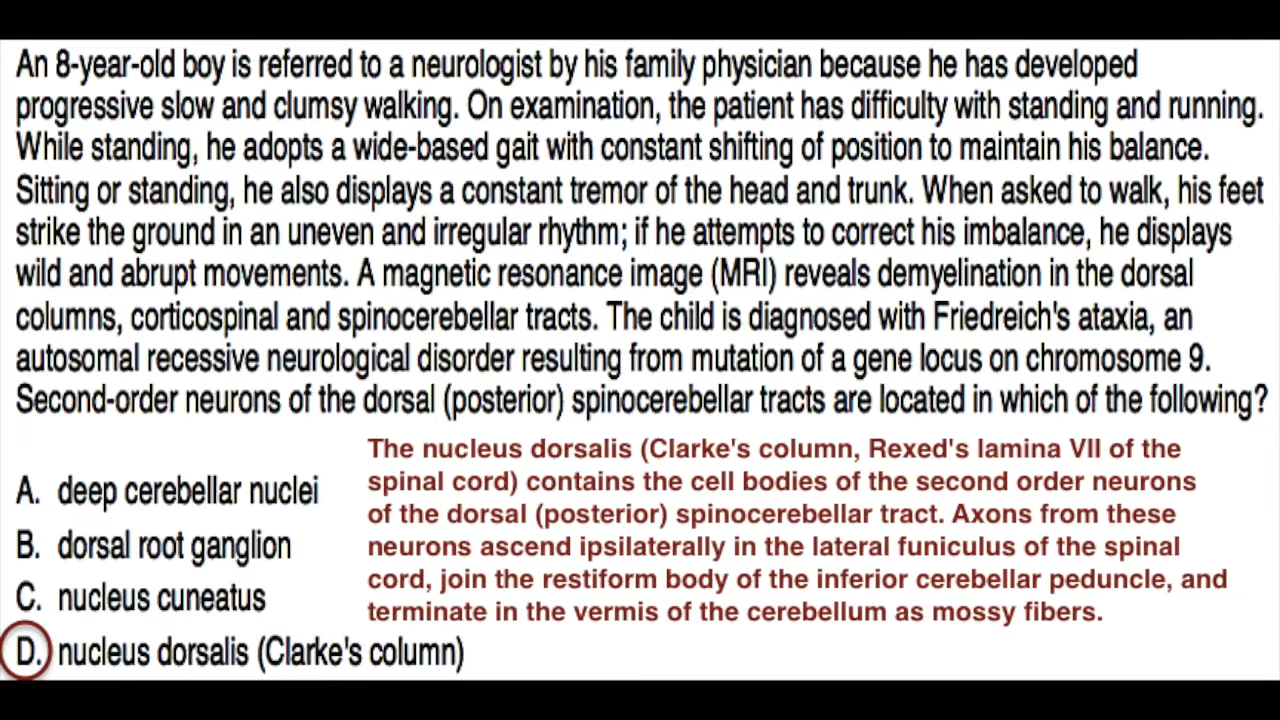 An 8-year-old boy is referred to a neurologist by his family physician because he has developed
progressive slow and clumsy walking. On examination, the patient has difficulty with standing and running.
While standing, he adopts a wide-based gait with constant shifting of position to maintain his balance.
Sitting or standing, he also displays a constant tremor of the head and trunk. When asked to walk, his feet
strike the ground in an uneven and irregular rhythm; if he attempts to correct his imbalance, he displays
wild and abrupt movements. A magnetic resonance image (MRI) reveals demyelination in the dorsal
columns, corticospinal and spinocerebellar tracts. The child is diagnosed with Friedreich's ataxia, an
autosomal recessive neurological disorder resulting from mutation of a gene locus on chromosome 9.
Second-order neurons of the dorsal (posterior) spinocerebellar tracts are located in which of the following?
A. deep cerebellar nuclei
B. dorsal root ganglion
C. nucleus cuneatus
D. nucleus dorsalis (Clarke's column)
The nucleus dorsalis (Clarke's column, Rexed's lamina VII of the
spinal cord) contains the cell bodies of the second order neurons
of the dorsal (posterior) spinocerebellar tract. Axons from these
neurons ascend ipsilaterally in the lateral funiculus of the spinal
cord, join the restiform body of the inferior cerebellar peduncle, and
terminate in the vermis of the cerebellum as mossy fibers.